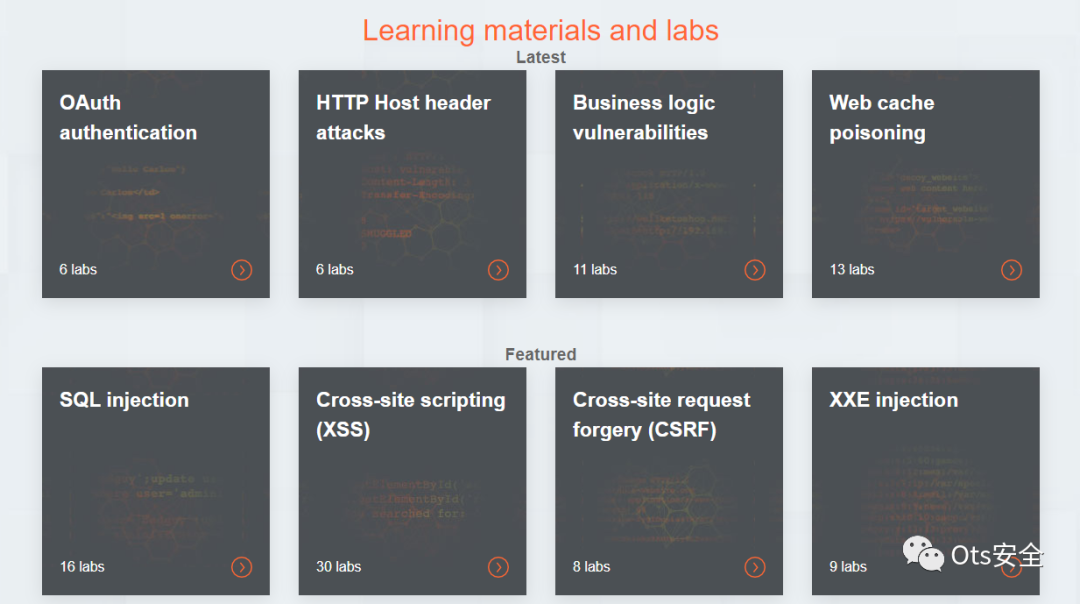 Learning materials and labs
Latest
OAuth
authentication
6 labs
HTTP Host header
attacks
6 labs
Business logic
vulnerabilities
11 labs
Web cache
poisoning
13 labs
Featured
SQL injection
16 labs
Cross-site scripting
(XSS)
30 labs
Cross-site request
forgery (CSRF)
8 labs
XXE injection
9 labs
Ots安全